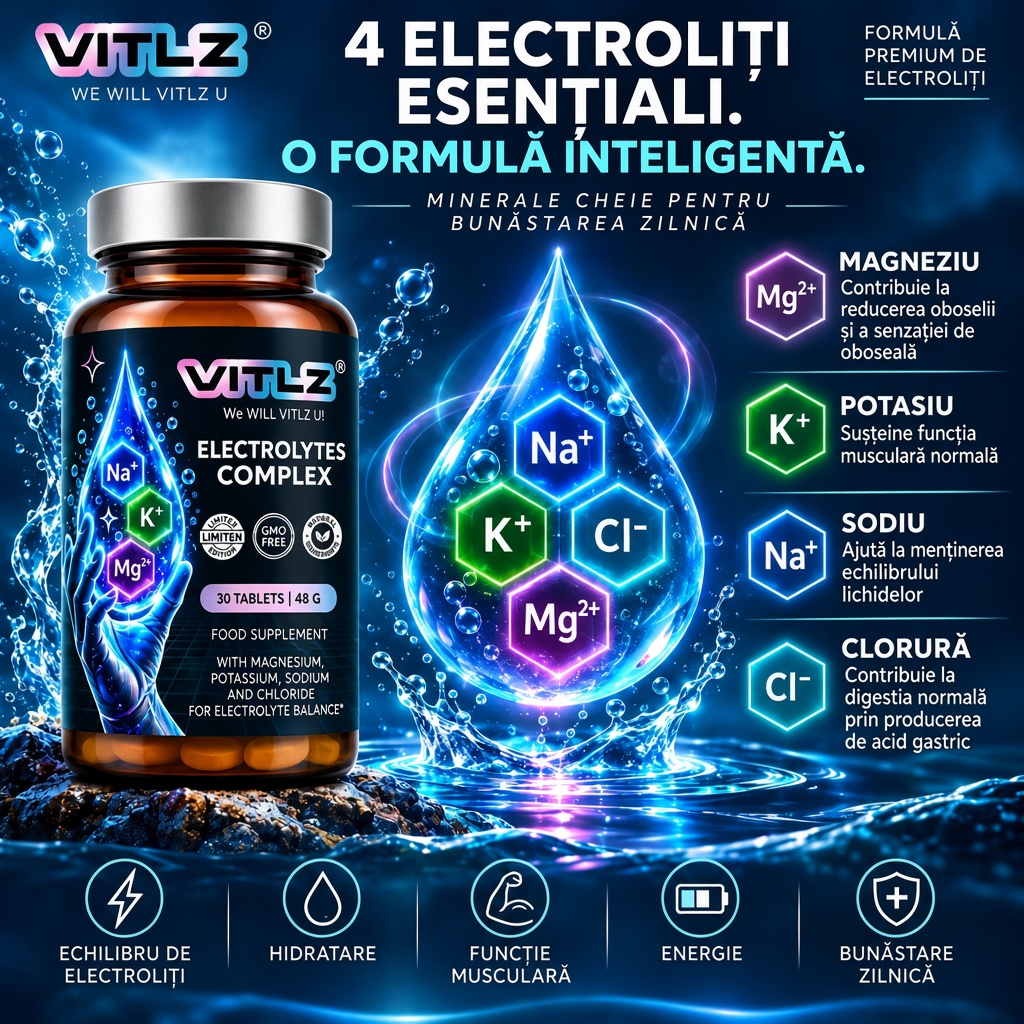 VITLZ®
WE WILL VITLZ U
4 ELECTROLIȚI
ESENȚIALI.
O FORMULĂ INTELIGENTĂ.
MINERALE CHEIE PENTRU
BUNĂSTAREA ZILNICĂ
FORMULĂ
PREMIUM DE
ELECTROLIȚI
VITLZ®
We WILL VITLZ U!
ELECTROLYTES
COMPLEX
Na+
K+
Mg2+
LIMITEN
EDITION
GMO
FREE
30 TABLETS | 48 G
FOOD SUPPLEMENT
WITH MAGNESIUM,
POTASSIUM, SODIUM
AND CHLORIDE
FOR ELECTROLYTE BALANCE*
Na+
K+
Cl−
Mg2+
Mg2+
MAGNEZIU
Contribuie la
reducerea oboselii
și a senzației de
oboseală
K+
POTASIU
Susține funcția
musculară normală
Na+
SODIU
Ajută la menținerea
echilibrului
lichidelor
Cl−
CLORURĂ
Contribuie la
digestia normală
prin producerea
de acid gastric
ECHILIBRU DE
ELECTROLIȚI
HIDRATARE
FUNCȚIE
MUSCULARĂ
ENERGIE
BUNĂSTARE
ZILNICĂ